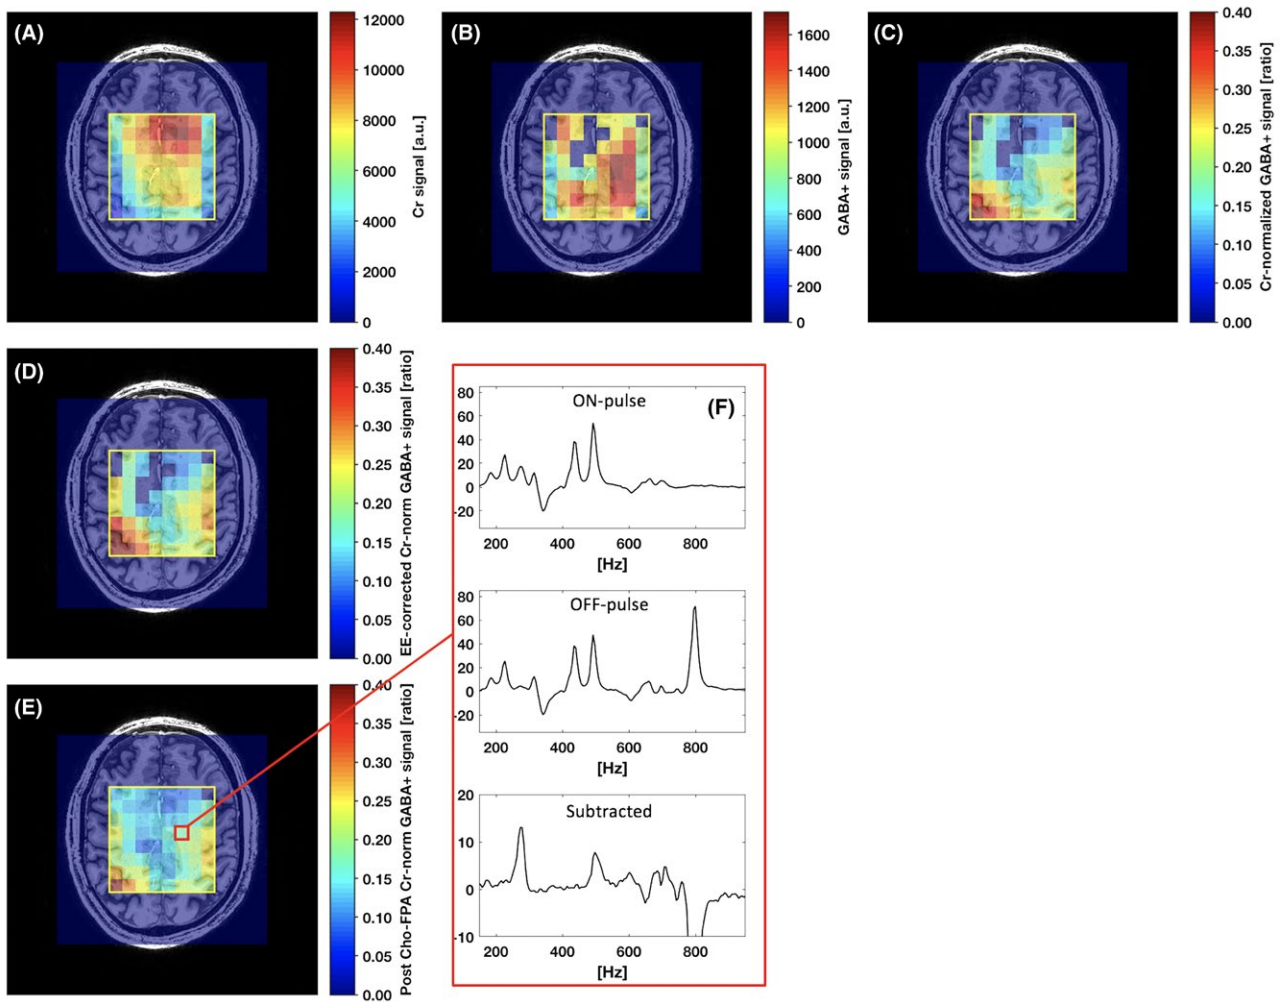 (A)
12000
10000
8000
6000
4000
2000
0
Cr signal [a.u.]
(B)
1600
1400
1200
1000
800
600
400
200
0
GABA+ signal [a.u.]
(C)
0.40
0.35
0.30
0.25
0.20
0.15
0.10
0.05
0.00
Cr-normalized GABA+ signal [ratio]
(D)
0.40
0.35
0.30
0.25
0.20
0.15
0.10
0.05
0.00
EE-corrected Cr-norm GABA+ signal [ratio]
(E)
0.40
0.35
0.30
0.25
0.20
0.15
0.10
0.05
0.00
Post Cho-FPA Cr-norm GABA+ signal [ratio]
(F)
ON-pulse
80
60
40
20
0
-20
200 400 600 800
[Hz]
OFF-pulse
80
60
40
20
0
-20
200 400 600 800
[Hz]
Subtracted
20
10
0
-10
200 400 600 800
[Hz]